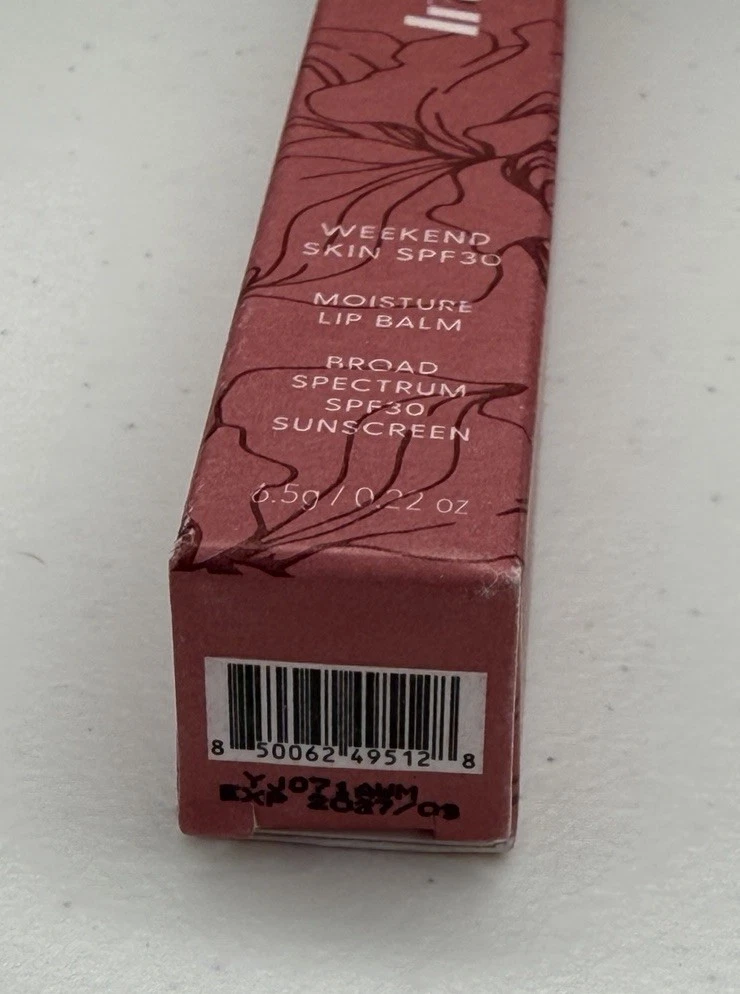 WEEKEND
SKIN SPF30
MOISTURE
LIP BALM
BROAD
SPECTRUM
SPF30
SUNSCREEN
6.5g / 0.22 oz
8 50062 49512 8
EXP 2027/09